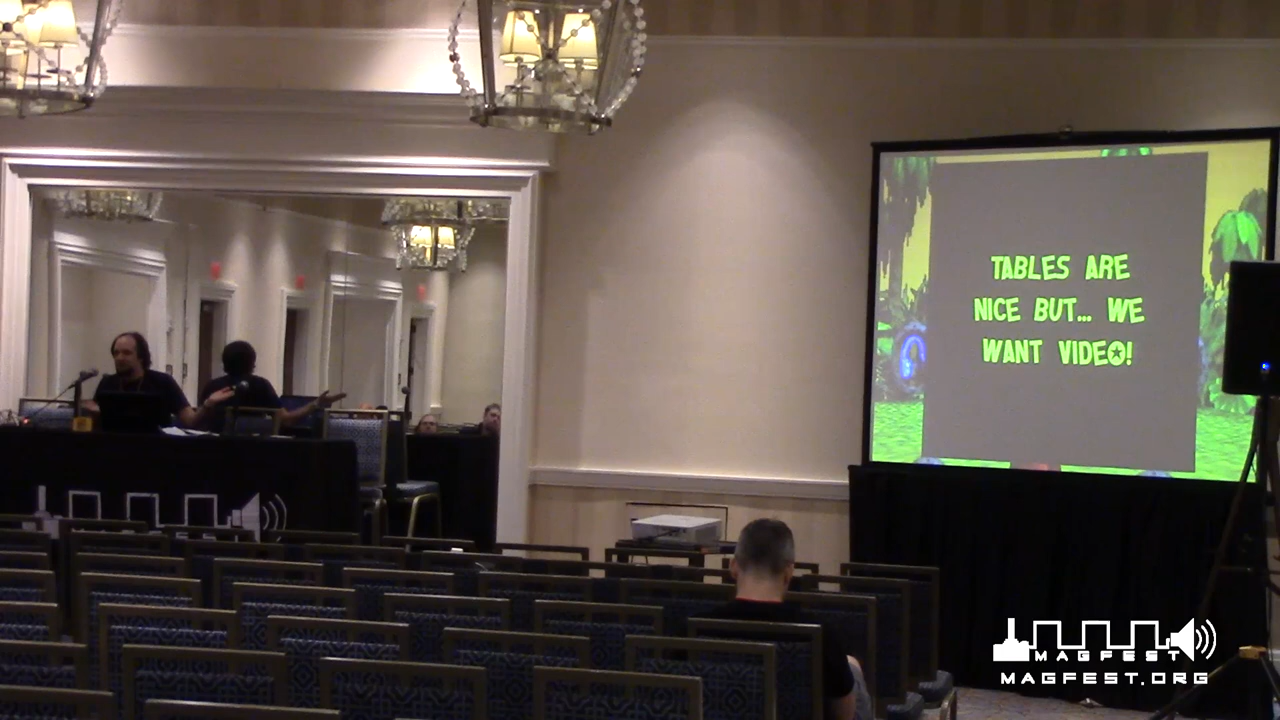 TABLES ARE
NICE BUT... WE
WANT VIDEO!
MAGFEST
MAGFEST.ORG